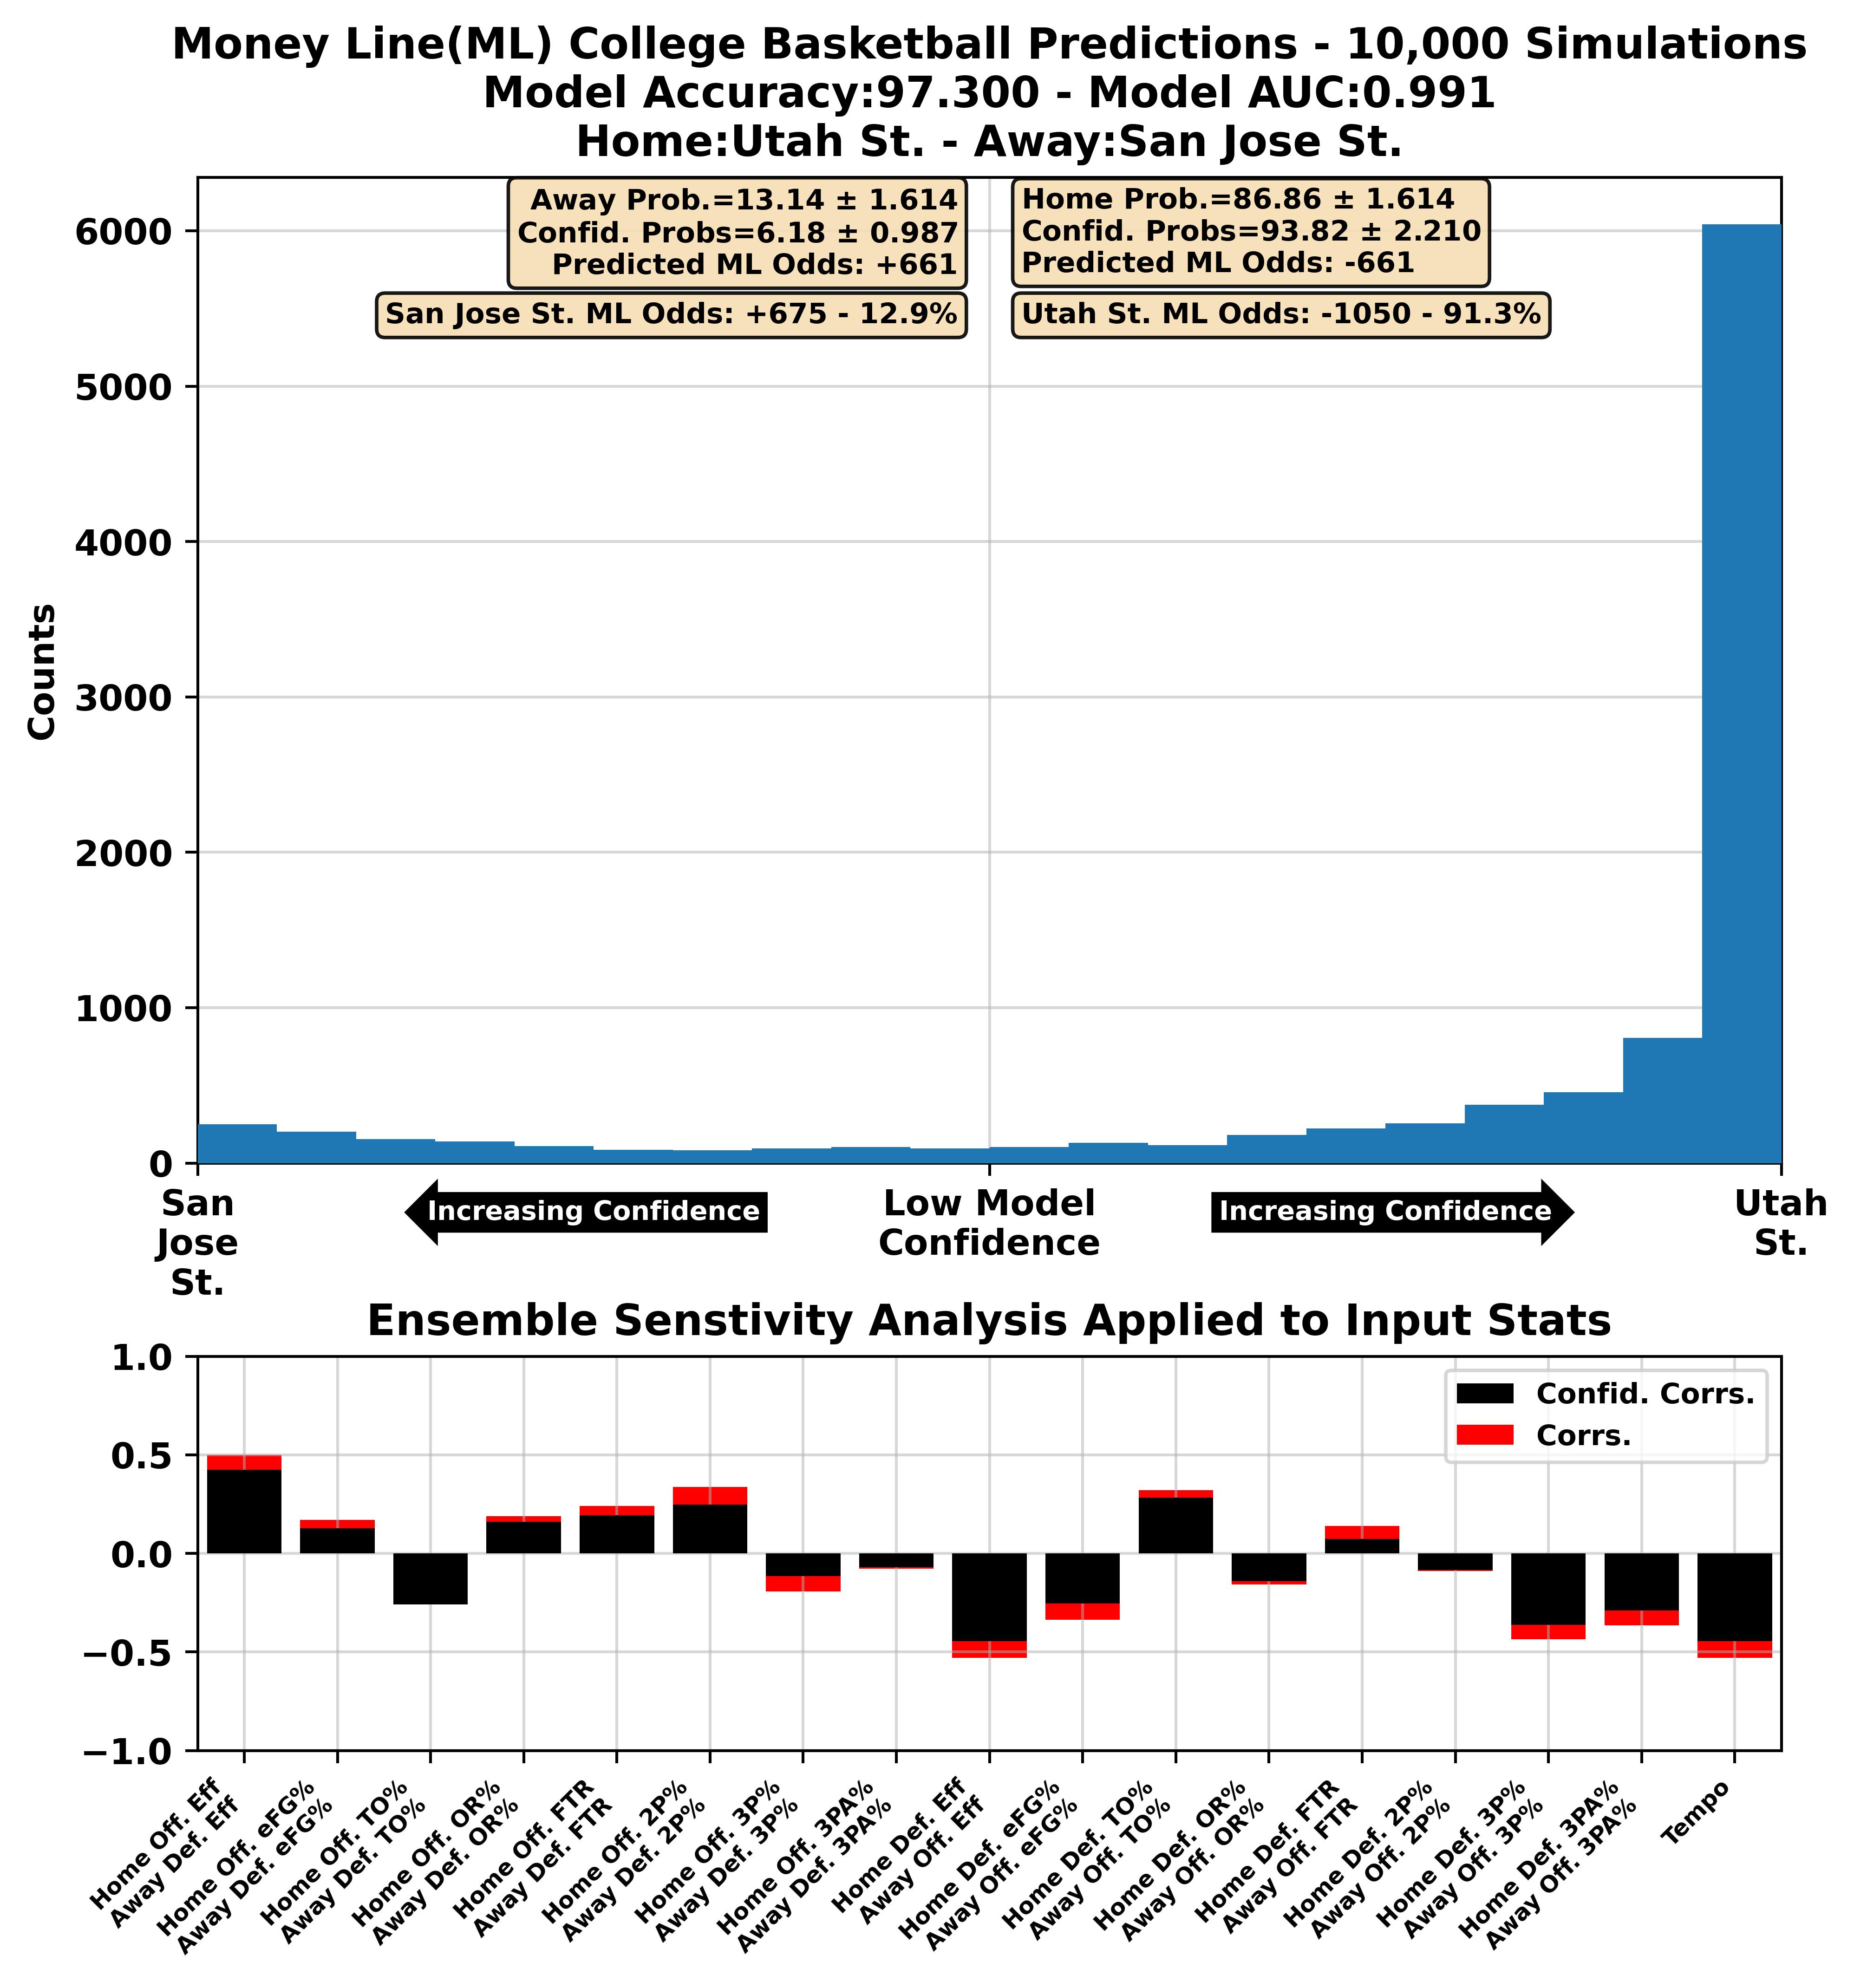 Money Line(ML) College Basketball Predictions - 10,000 Simulations
Model Accuracy:97.300 - Model AUC:0.991
Home:Utah St. - Away:San Jose St.
Away Prob.=13.14 ± 1.614
Confid. Probs=6.18 ± 0.987
Predicted ML Odds: +661
San Jose St. ML Odds: +675 - 12.9%
Home Prob.=86.86 ± 1.614
Confid. Probs=93.82 ± 2.210
Predicted ML Odds: -661
Utah St. ML Odds: -1050 - 91.3%
Counts
6000
5000
4000
3000
2000
1000
0
San
Jose
St.
Increasing Confidence
Low Model
Confidence
Increasing Confidence
Utah
St.
Ensemble Senstivity Analysis Applied to Input Stats
1.0
0.5
0.0
−0.5
−1.0
Confid. Corrs.
Corrs.
Home Off. Eff
Away Def. Eff
Home Off. eFG%
Away Def. eFG%
Home Off. TO%
Away Def. TO%
Home Off. OR%
Away Def. OR%
Home Off. FTR
Away Def. FTR
Home Off. 2P%
Away Def. 2P%
Home Off. 3P%
Away Def. 3P%
Home Off. 3PA%
Away Def. 3PA%
Home Def. Eff
Away Off. Eff
Home Def. eFG%
Away Off. eFG%
Home Def. TO%
Away Off. TO%
Home Def. OR%
Away Off. OR%
Home Def. FTR
Away Off. FTR
Home Def. 2P%
Away Off. 2P%
Home Def. 3P%
Away Off. 3P%
Home Def. 3PA%
Away Off. 3PA%
Tempo